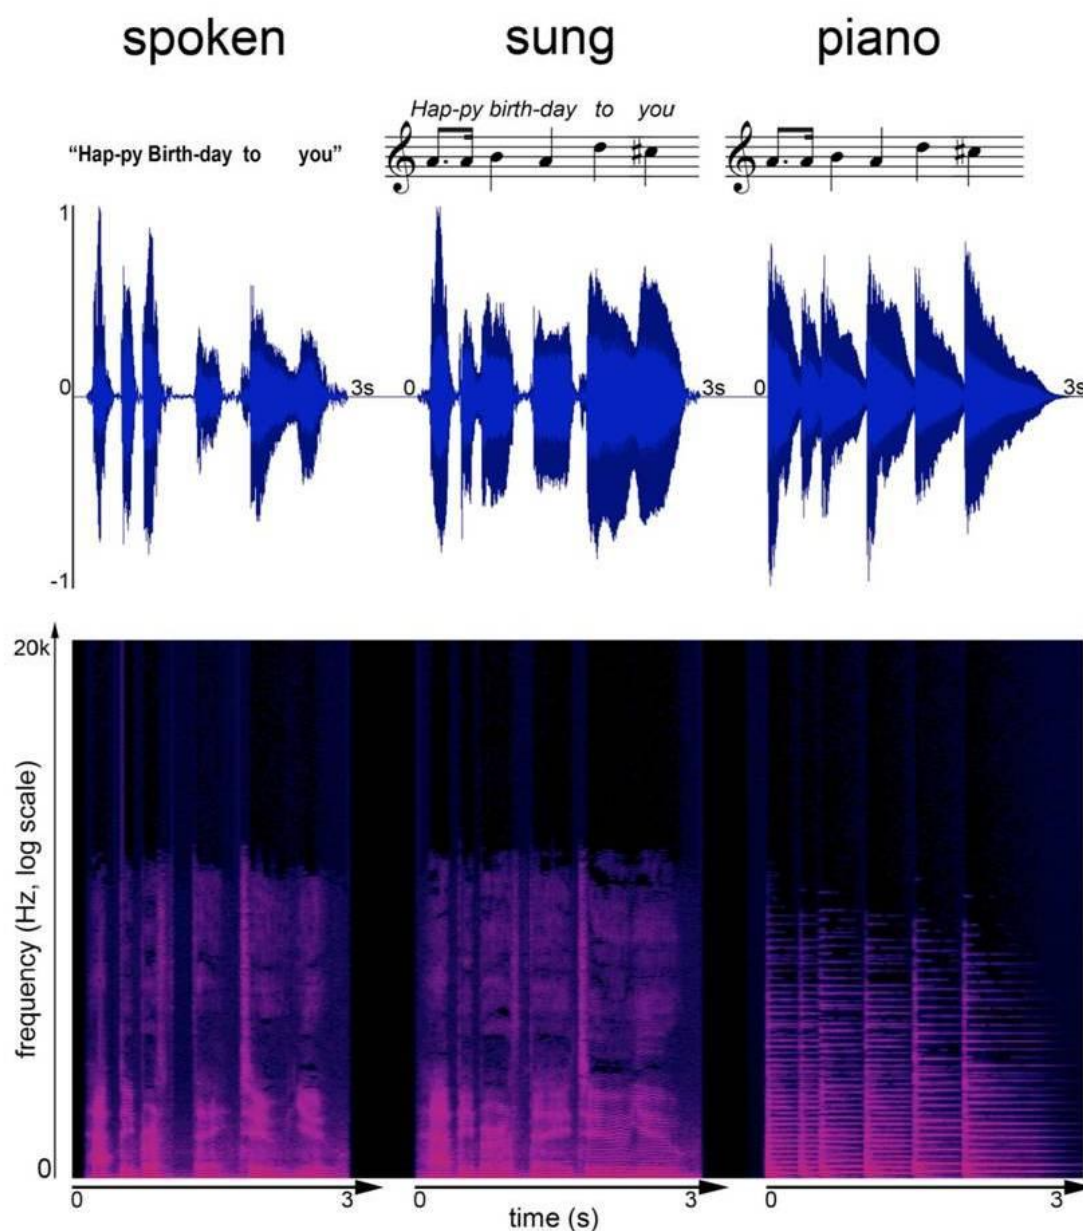 spoken sung piano
Hap-py birth-day to you
“Hap-py Birth-day to you”
1
0 3s 0 3s 0 3s
-1
20k
frequency (Hz, log scale)
0
0 3 0 3 0 3
time (s)